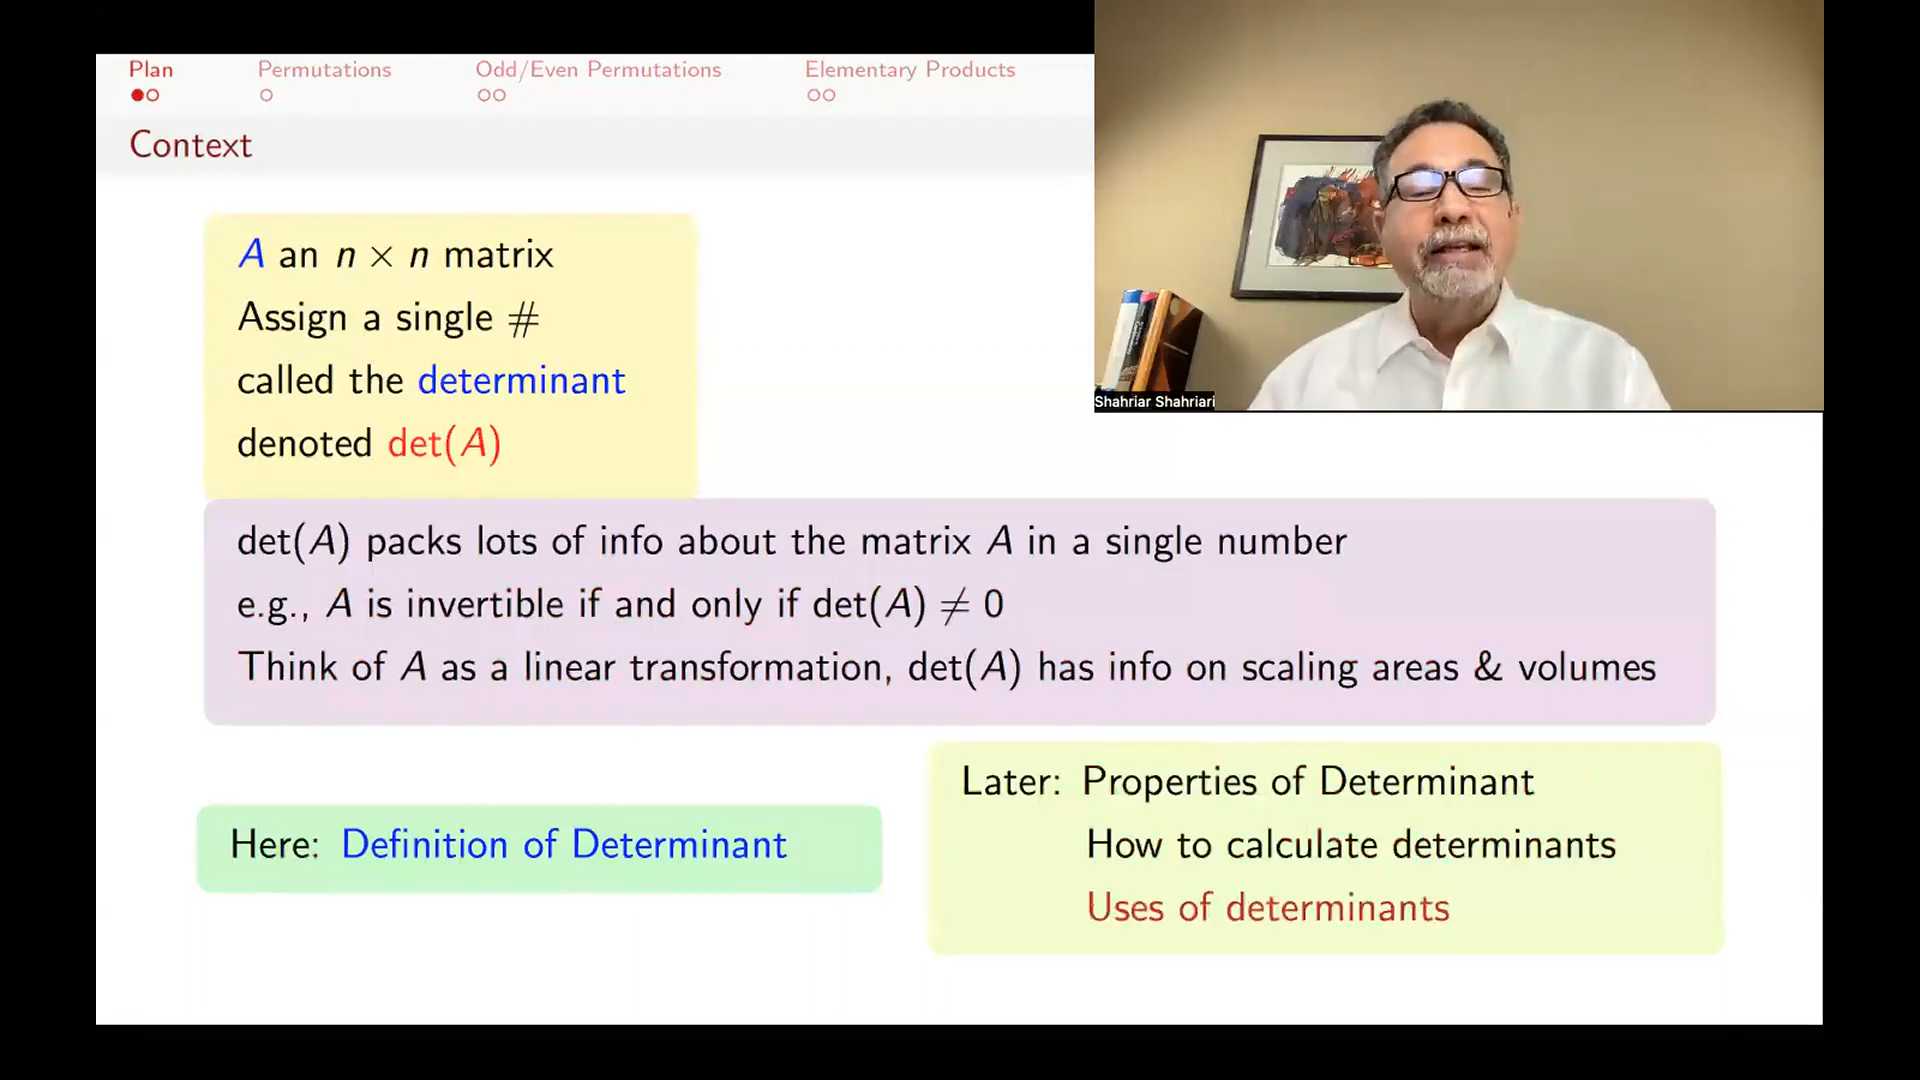 Plan Permutations Odd/Even Permutations Elementary Products
Context
A an n × n matrix
Assign a single #
called the determinant
denoted det(A)
Shahriar Shahriari
det(A) packs lots of info about the matrix A in a single number
e.g., A is invertible if and only if det(A) ≠ 0
Think of A as a linear transformation, det(A) has info on scaling areas & volumes
Here: Definition of Determinant
Later: Properties of Determinant
How to calculate determinants
Uses of determinants